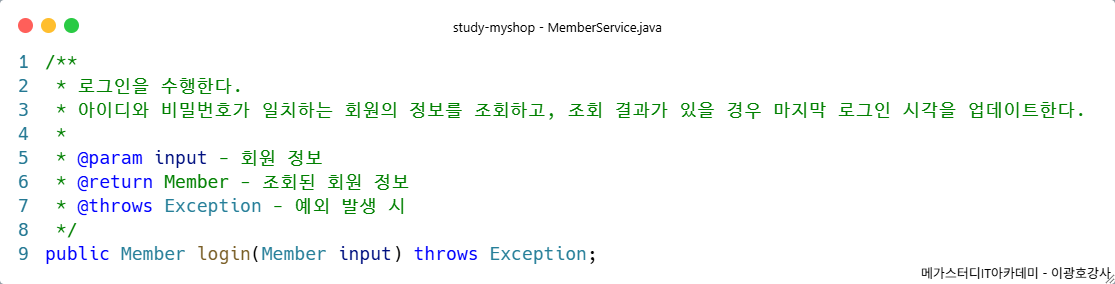 study-myshop - MemberService.java
1 /**
2 * 로그인을 수행한다.
3 * 아이디와 비밀번호가 일치하는 회원의 정보를 조회하고, 조회 결과가 있을 경우 마지막 로그인 시각을 업데이트한다.
4 *
5 * @param input - 회원 정보
6 * @return Member - 조회된 회원 정보
7 * @throws Exception - 예외 발생 시
8 */
9 public Member login(Member input) throws Exception;
메가스터디IT아카데미 - 이광호강사